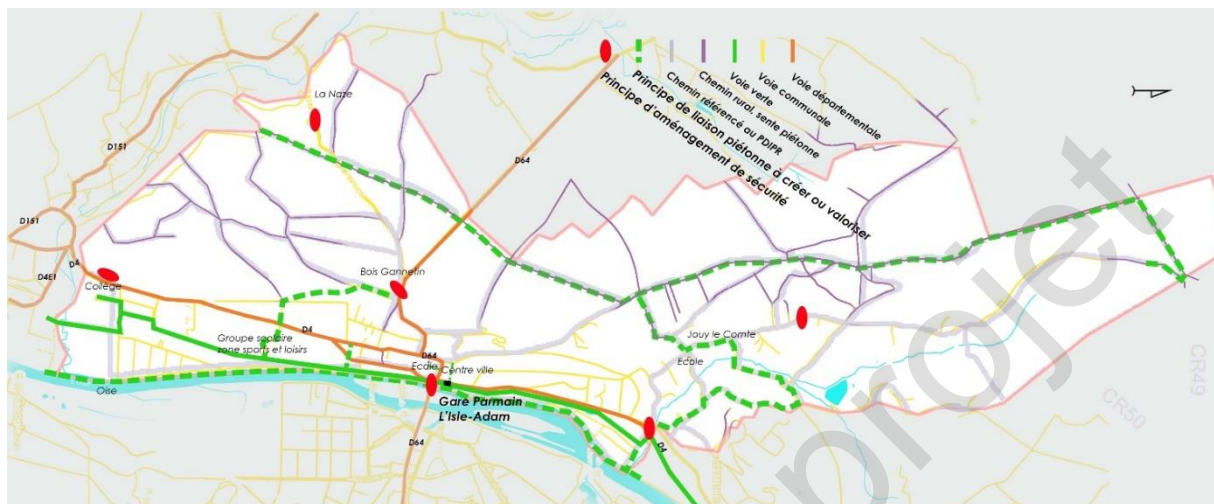 La Naze
D151
D151
D4E1
D4
Collège
D64
Bois Gannetin
Groupe scolaire
zone sports et loisirs
D4
D64
Ecole
Centre ville
Gare Parmain
L'Isle-Adam
Oise
D64
Jouy le Comte
Ecole
D4
CR49
CR50
projet
Voie départementale
Voie communale
Voie verte
Chemin rural, sente piétonne
Chemin référencé au PDIPR
Principe de liaison piétonne à créer ou valoriser
Principe d'aménagement de sécurité